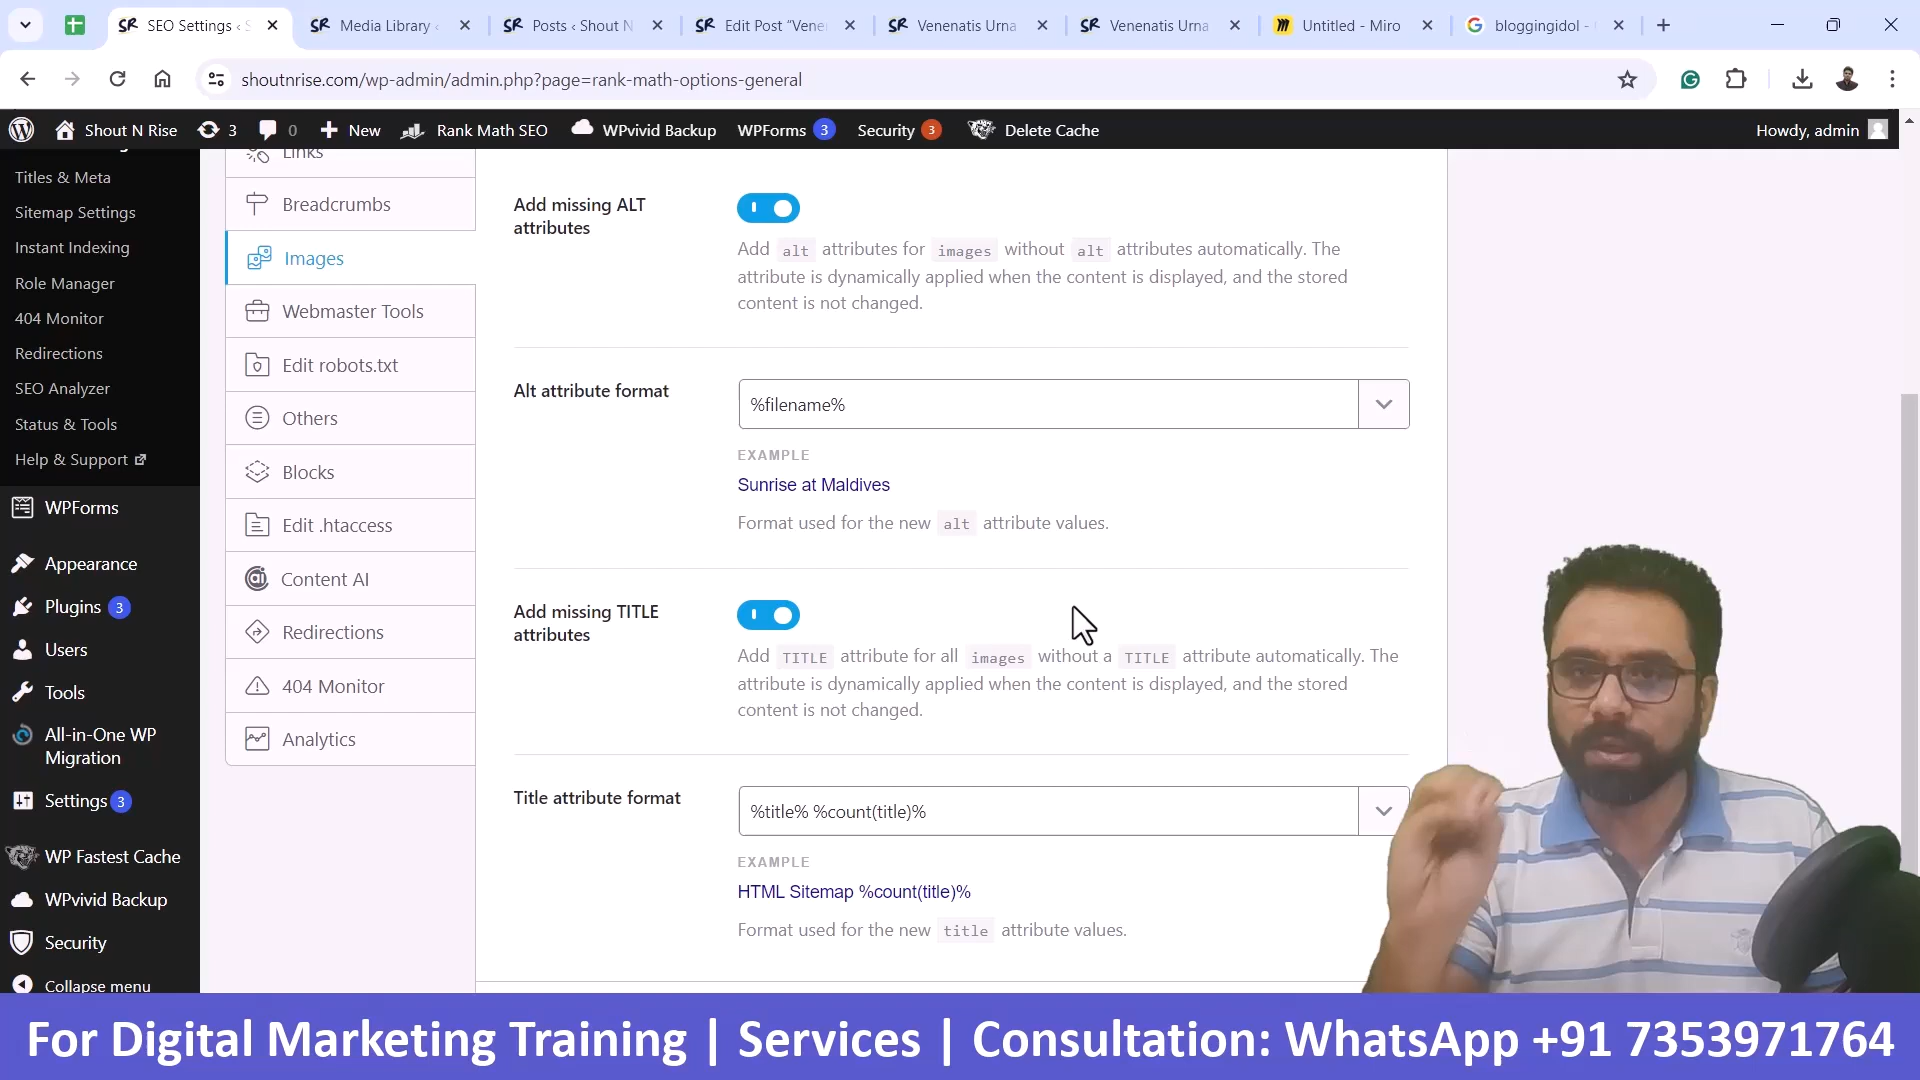 SEO Settings ‹ S
Media Library ‹
Posts ‹ Shout N
Edit Post “Vene
Venenatis Urna
Venenatis Urna
Untitled - Miro
bloggingidol -
shoutnrise.com/wp-admin/admin.php?page=rank-math-options-general
Shout N Rise
3
0
New
Rank Math SEO
WPvivid Backup
WPForms 3
Security 3
Delete Cache
Howdy, admin
Titles & Meta
Sitemap Settings
Instant Indexing
Role Manager
404 Monitor
Redirections
SEO Analyzer
Status & Tools
Help & Support
WPForms
Appearance
Plugins 3
Users
Tools
All-in-One WP
Migration
Settings 3
WP Fastest Cache
WPvivid Backup
Security
Collapse menu
Links
Breadcrumbs
Images
Webmaster Tools
Edit robots.txt
Others
Blocks
Edit .htaccess
Content AI
Redirections
404 Monitor
Analytics
Add missing ALT
attributes
Add alt attributes for images without alt attributes automatically. The
attribute is dynamically applied when the content is displayed, and the stored
content is not changed.
Alt attribute format
%filename%
EXAMPLE
Sunrise at Maldives
Format used for the new alt attribute values.
Add missing TITLE
attributes
Add TITLE attribute for all images without a TITLE attribute automatically. The
attribute is dynamically applied when the content is displayed, and the stored
content is not changed.
Title attribute format
%title% %count(title)%
EXAMPLE
HTML Sitemap %count(title)%
Format used for the new title attribute values.
For Digital Marketing Training | Services | Consultation: WhatsApp +91 7353971764